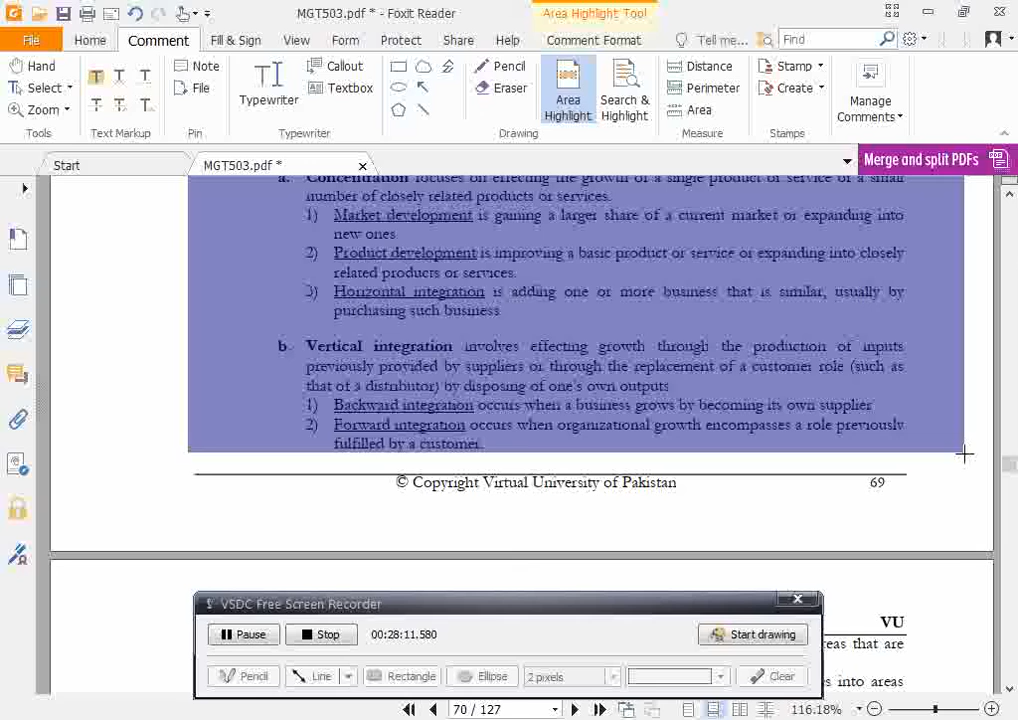 MGT503.pdf * - Foxit Reader
Area Highlight Tool
File Home Comment Fill & Sign View Form Protect Share Help Comment Format Tell me... Find
Hand
Select
Zoom
Tools
T T T
T T T
Text Markup
Note
File
Pin
Typewriter
Callout
Textbox
Typewriter
Pencil
Eraser
Drawing
Area
Highlight
Search &
Highlight
Distance
Perimeter
Area
Measure
Stamp
Create
Stamps
Manage
Comments
Start
MGT503.pdf *
Merge and split PDFs
a. Concentration focuses on effecting the growth of a single product or service or a small
number of closely related products or services.
1) Market development is gaining a larger share of a current market or expanding into
new ones
2) Product development is improving a basic product or service or expanding into closely
related products or services.
3) Horizontal integration is adding one or more business that is similar, usually by
purchasing such business
b Vertical integration involves effecting growth through the production of inputs
previously provided by suppliers or through the replacement of a customer role (such as
that of a distributor) by disposing of one's own outputs
1) Backward integration occurs when a business grows by becoming its own supplier
2) Forward integration occurs when organizational growth encompasses a role previously
fulfilled by a customer.
© Copyright Virtual University of Pakistan 69
VU
reas that are
s into areas
VSDC Free Screen Recorder
Pause Stop 00:28:11.580 Start drawing
Pencil Line Rectangle Ellipse 2 pixels Clear
70 / 127
116.18%